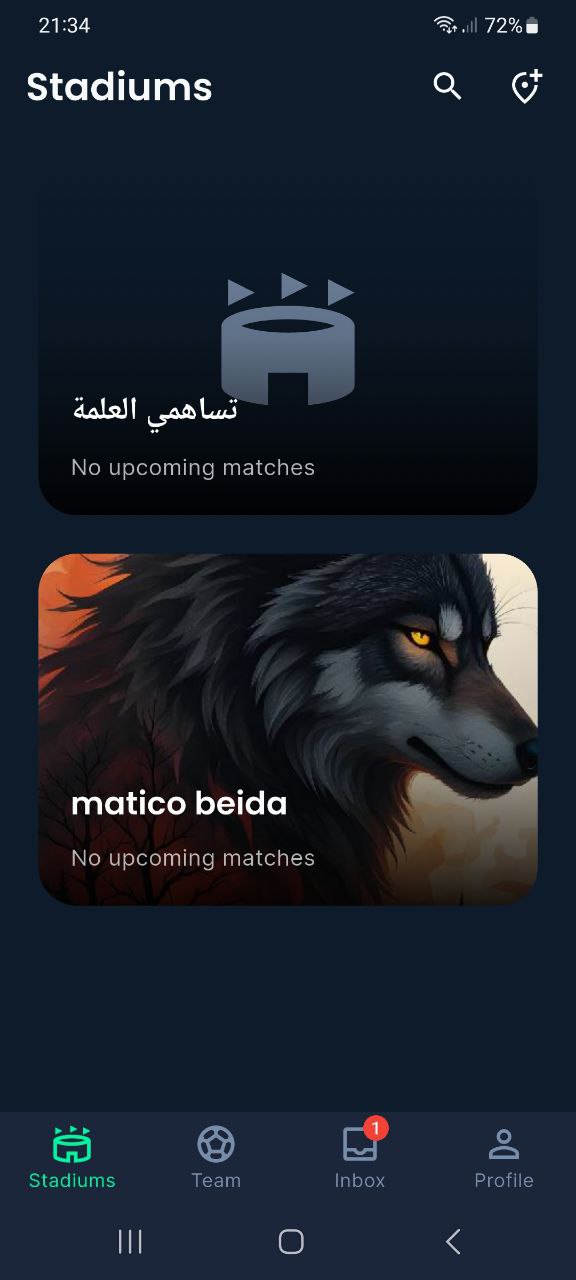 21:34
72%
Stadiums
تساهمي العلمة
No upcoming matches
matico beida
No upcoming matches
1
Stadiums
Team
Inbox
Profile